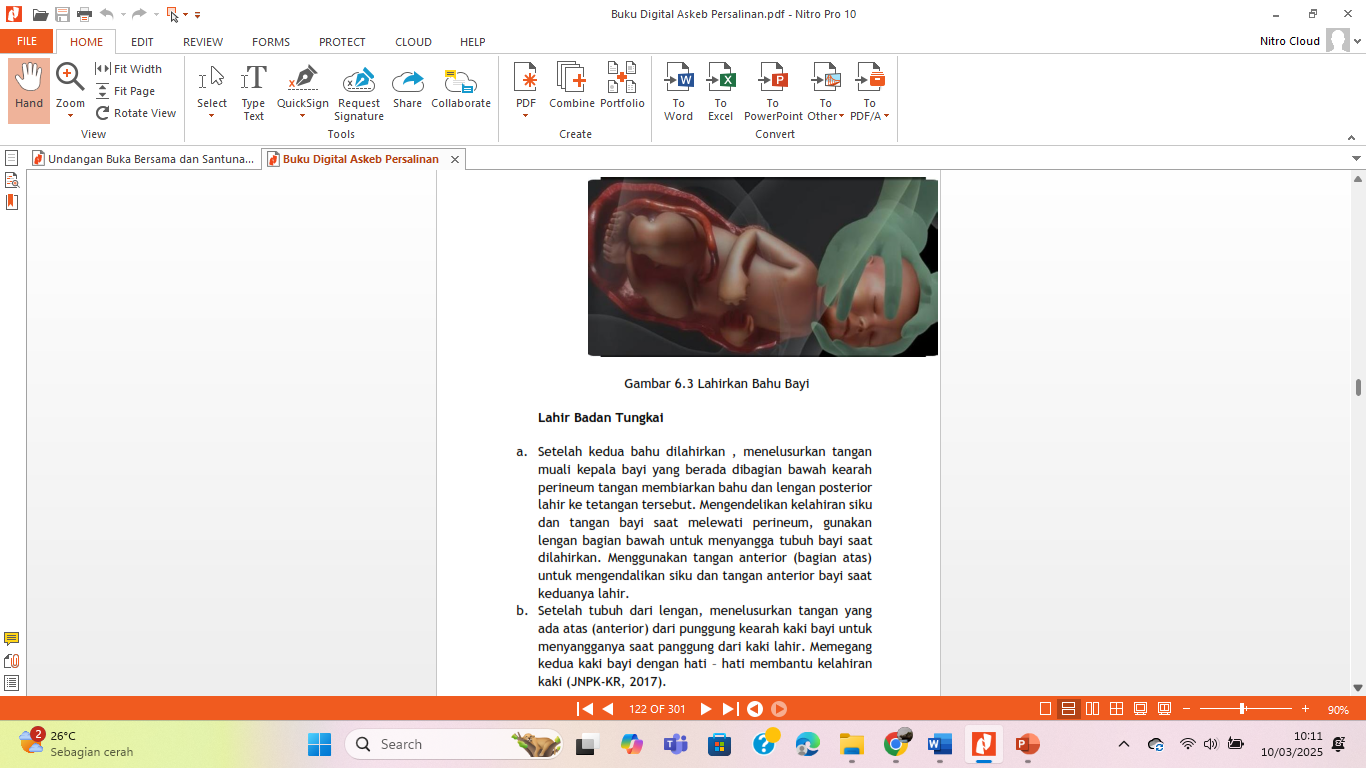 Buku Digital Askeb Persalinan.pdf - Nitro Pro 10
FILE HOME EDIT REVIEW FORMS PROTECT CLOUD HELP Nitro Cloud
Hand
Zoom
Fit Width
Fit Page
Rotate View
View
Select
Type Text
QuickSign
Request Signature
Share
Collaborate
Tools
PDF
Combine
Portfolio
Create
To Word
To Excel
To PowerPoint
To Other
To PDF/A
Convert
Undangan Buka Bersama dan Santuna...
Buku Digital Askeb Persalinan
Gambar 6.3 Lahirkan Bahu Bayi
Lahir Badan Tungkai
a. Setelah kedua bahu dilahirkan , menelusurkan tangan
muali kepala bayi yang berada dibagian bawah kearah
perineum tangan membiarkan bahu dan lengan posterior
lahir ke tetangan tersebut. Mengendelikan kelahiran siku
dan tangan bayi saat melewati perineum, gunakan
lengan bagian bawah untuk menyangga tubuh bayi saat
dilahirkan. Menggunakan tangan anterior (bagian atas)
untuk mengendalikan siku dan tangan anterior bayi saat
keduanya lahir.
b. Setelah tubuh dari lengan, menelusurkan tangan yang
ada atas (anterior) dari punggung kearah kaki bayi untuk
menyangganya saat panggung dari kaki lahir. Memegang
kedua kaki bayi dengan hati – hati membantu kelahiran
kaki (JNPK-KR, 2017).
122 OF 301
90%
2
26°C
Sebagian cerah
Search
10:11
10/03/2025